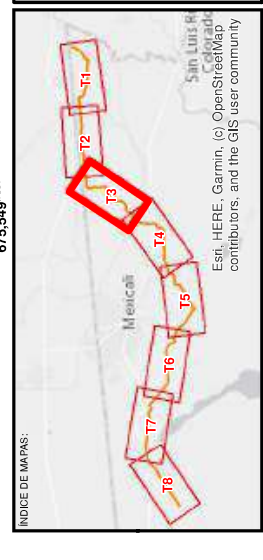 675,549
ÍNDICE DE MAPAS:
T1
T2
T3
T4
T5
T6
T7
T8
Mexicali
San Luis Rí
Colorado
Esri, HERE, Garmin, (c) OpenStreetMap
contributors, and the GIS user community